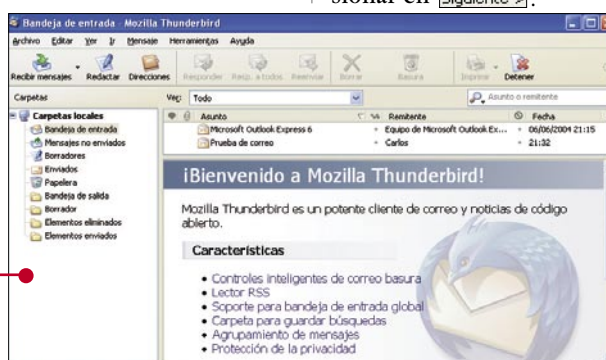 sionar en Siguiente >.
Bandeja de entrada - Mozilla Thunderbird
Archivo Editar Ver Ir Mensaje Herramientas Ayuda
Recibir mensajes Redactar Direcciones Responder Resp. a todos Reenviar Borrar Basura Imprimir Detener
Carpetas Ver: Todo Asunto o remitente
Carpetas locales
Bandeja de entrada
Mensajes no enviados
Borradores
Enviados
Papelera
Bandeja de salida
Borrador
Elementos eliminados
Elementos enviados
Asunto Remitente Fecha
Microsoft Outlook Express 6 Equipo de Microsoft Outlook Ex... 06/06/2004 21:15
Prueba de correo Carlos 21:32
¡Bienvenido a Mozilla Thunderbird!
Mozilla Thunderbird es un potente cliente de correo y noticias de código
abierto.
Características
• Controles inteligentes de correo basura
• Lector RSS
• Soporte para bandeja de entrada global
• Carpeta para guardar búsquedas
• Agrupamiento de mensajes
• Protección de la privacidad